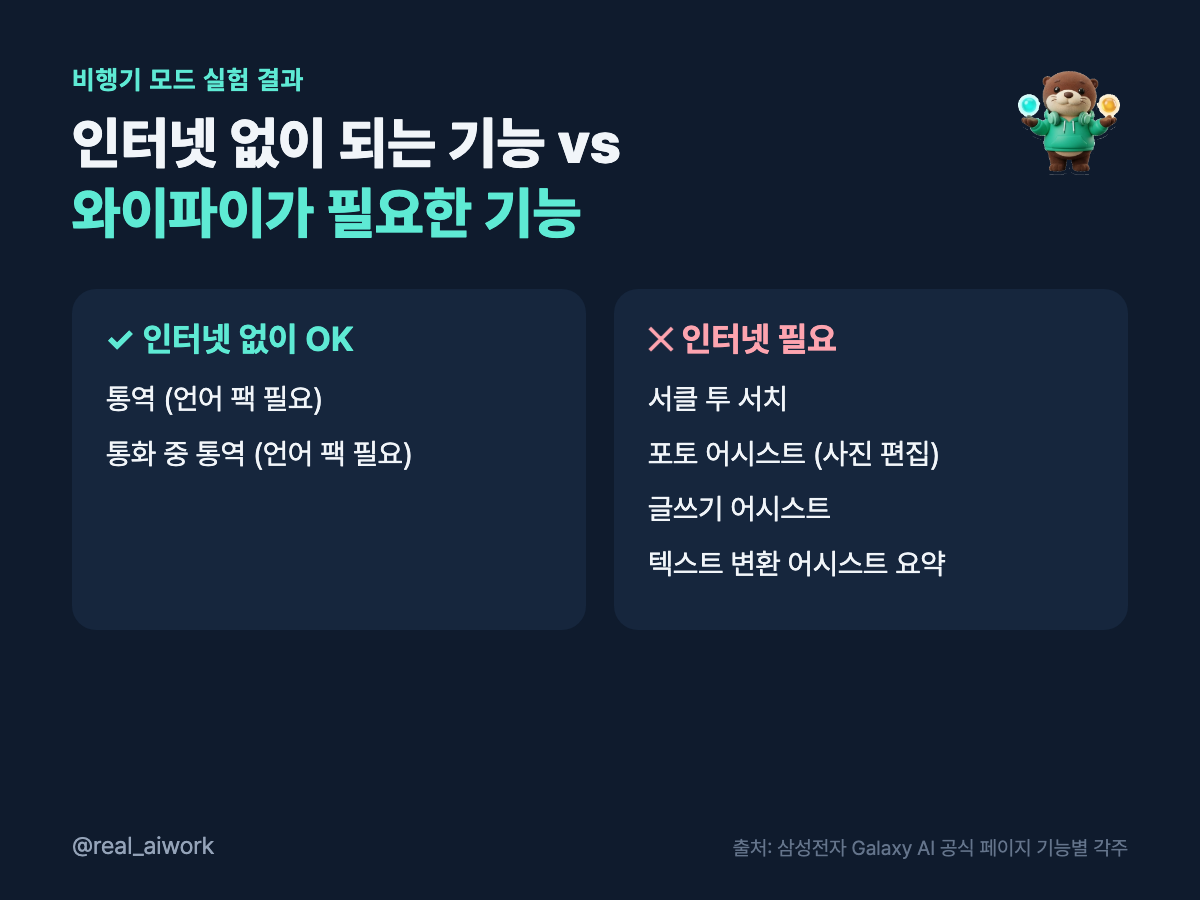 비행기 모드 실험 결과
인터넷 없이 되는 기능 vs
와이파이가 필요한 기능
✓ 인터넷 없이 OK
통역 (언어 팩 필요)
통화 중 통역 (언어 팩 필요)
✕ 인터넷 필요
서클 투 서치
포토 어시스트 (사진 편집)
글쓰기 어시스트
텍스트 변환 어시스트 요약
@real_aiwork
출처: 삼성전자 Galaxy AI 공식 페이지 기능별 각주